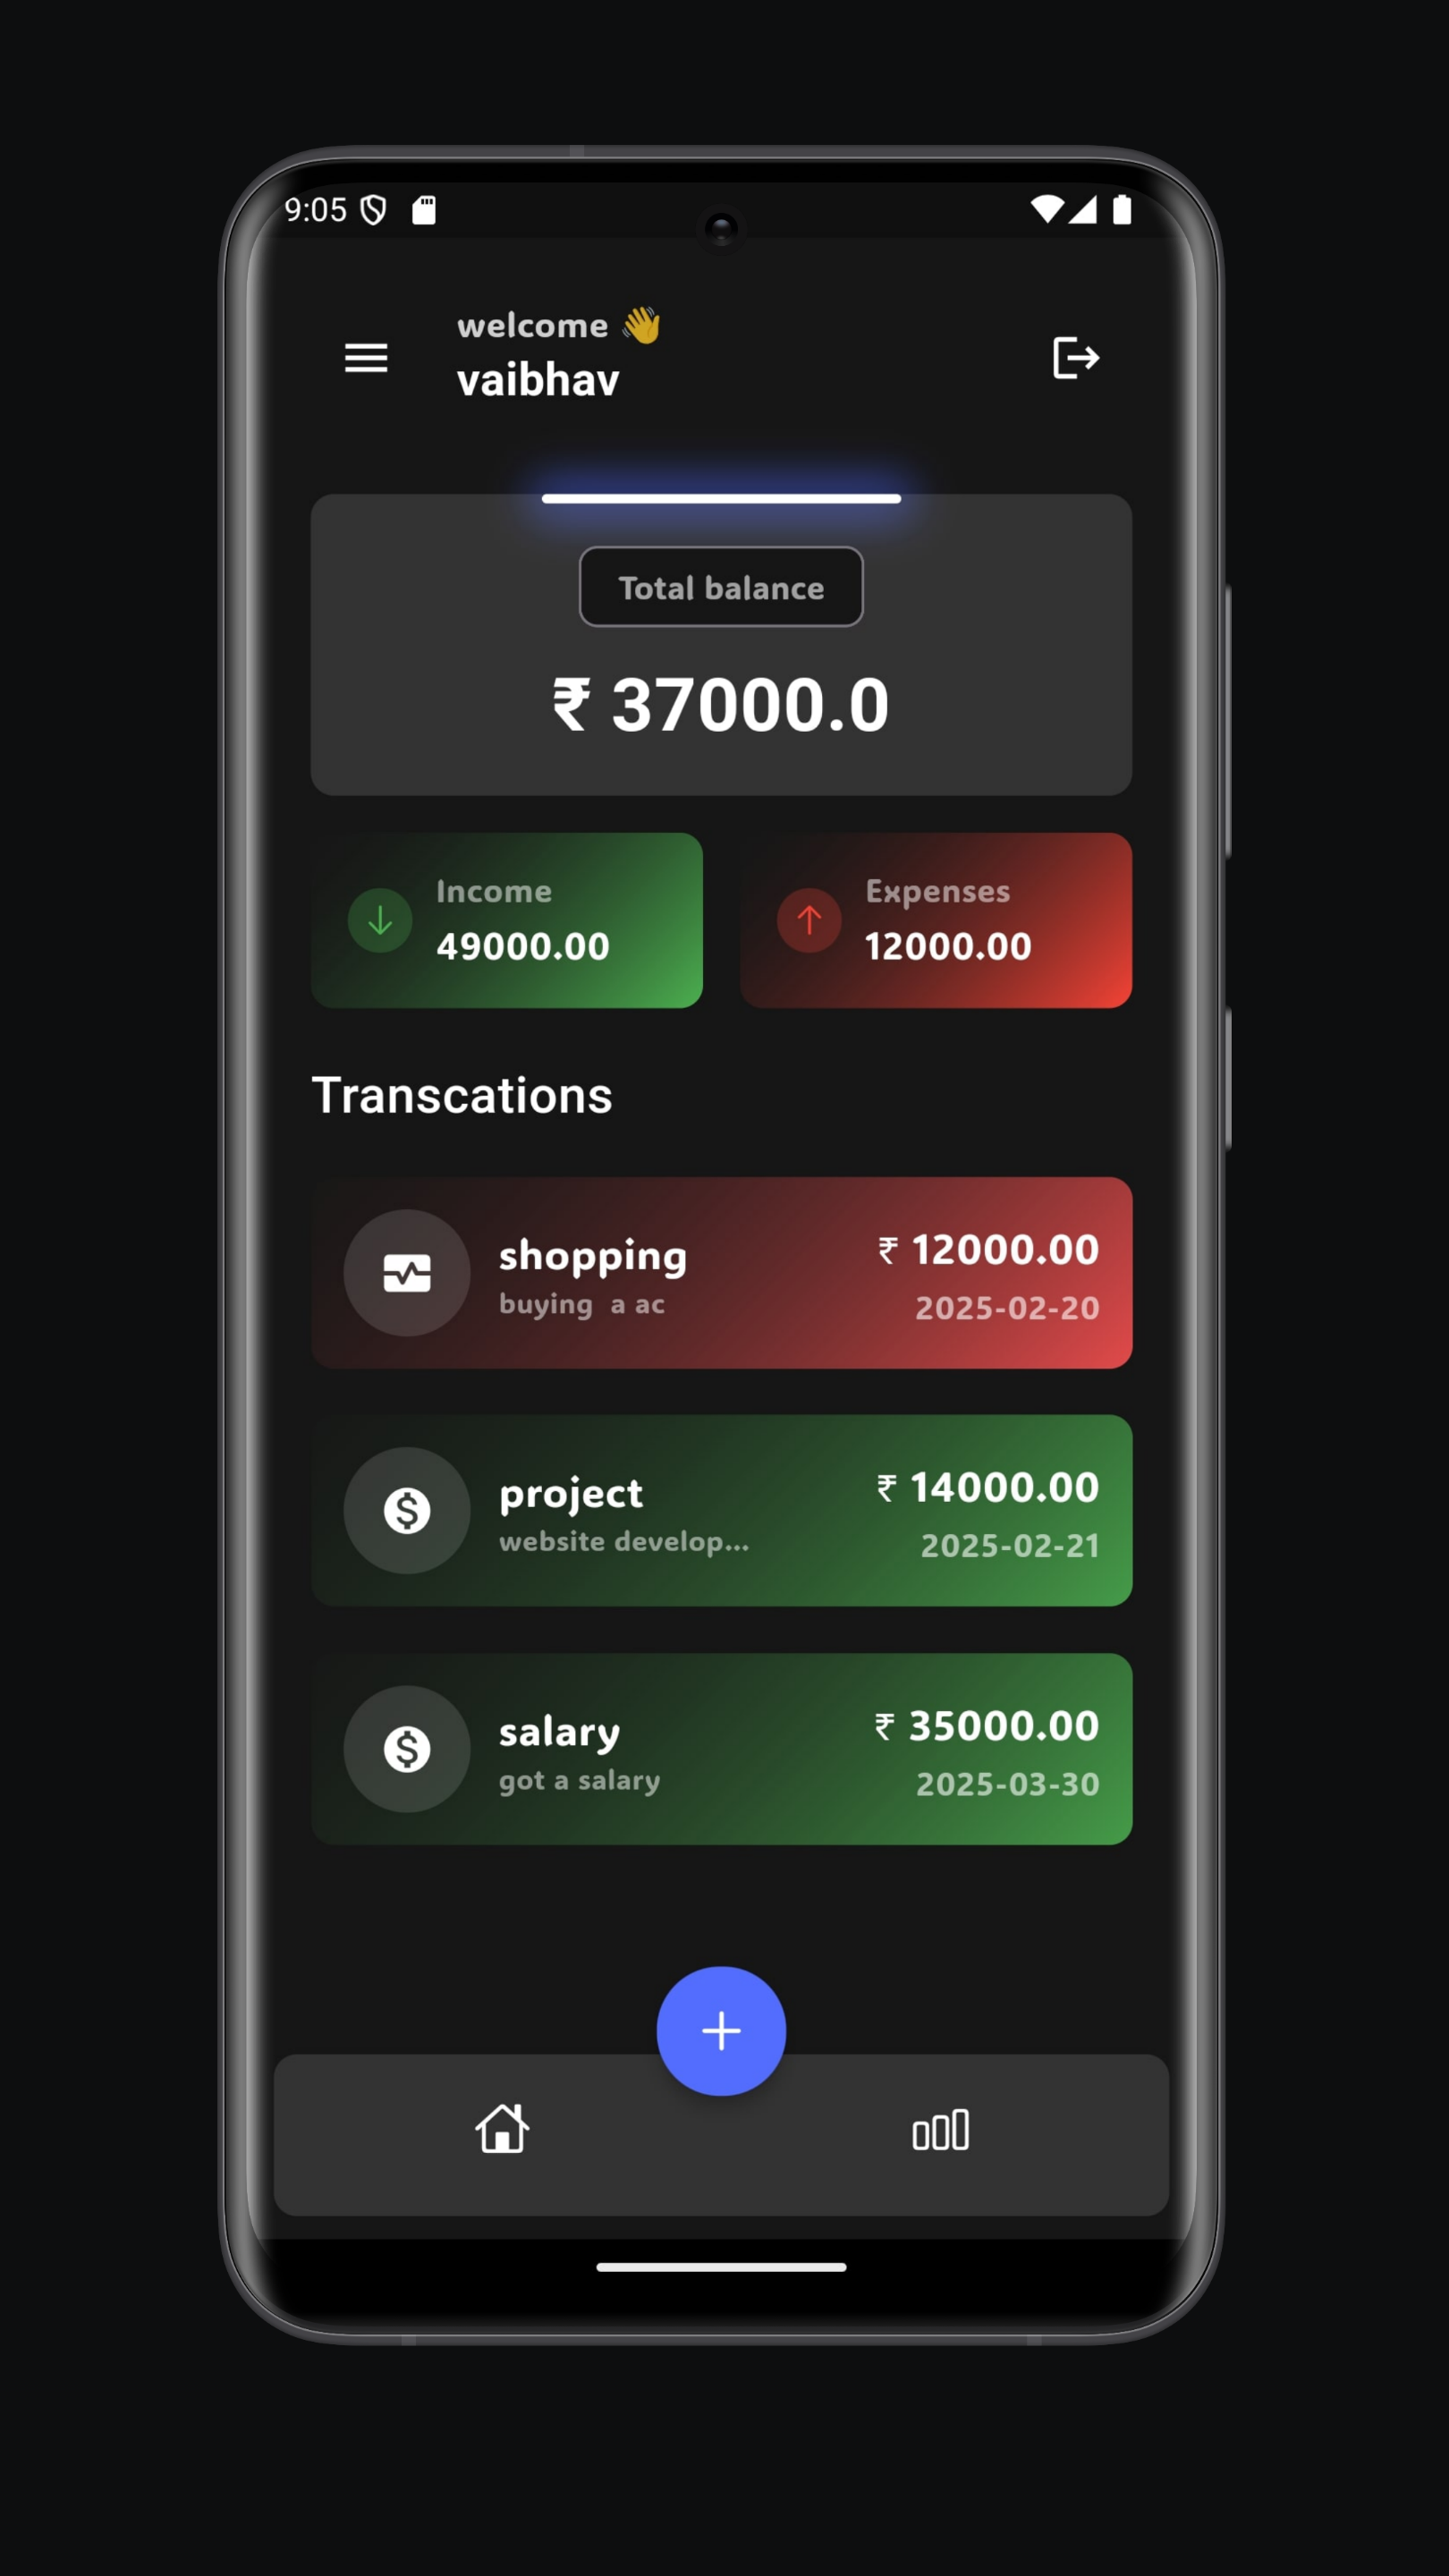 9:05
welcome 👋
vaibhav
Total balance
₹ 37000.0
Income
49000.00
Expenses
12000.00
Transcations
shopping
₹ 12000.00
buying  a ac
2025-02-20
project
₹ 14000.00
website develop...
2025-02-21
salary
₹ 35000.00
got a salary
2025-03-30